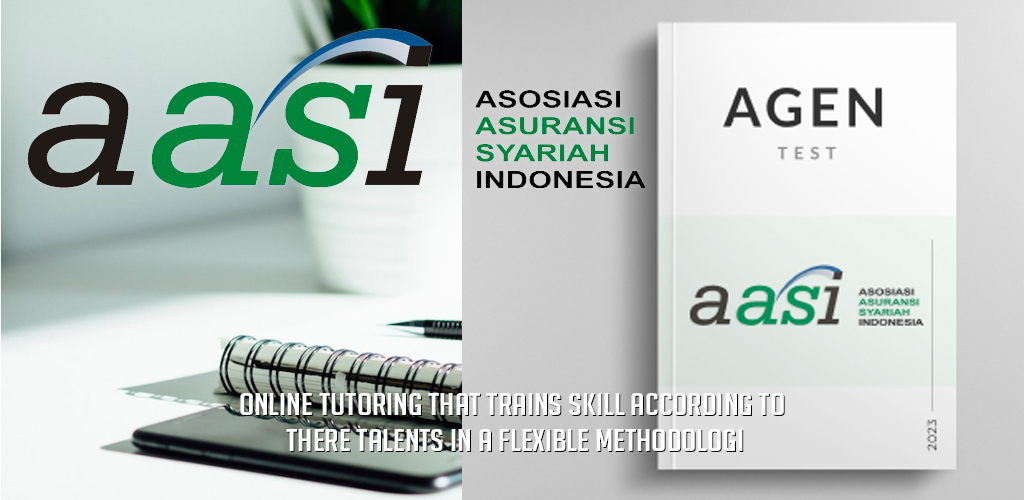 aasi
ASOSIASI
ASURANSI
SYARIAH
INDONESIA
AGEN
TEST
aasi
ASOSIASI
ASURANSI
SYARIAH
INDONESIA
2023
ONLINE TUTORING THAT TRAINS SKILL ACCORDING TO
THERE TALENTS IN A FLEXIBLE METHODOLOGI